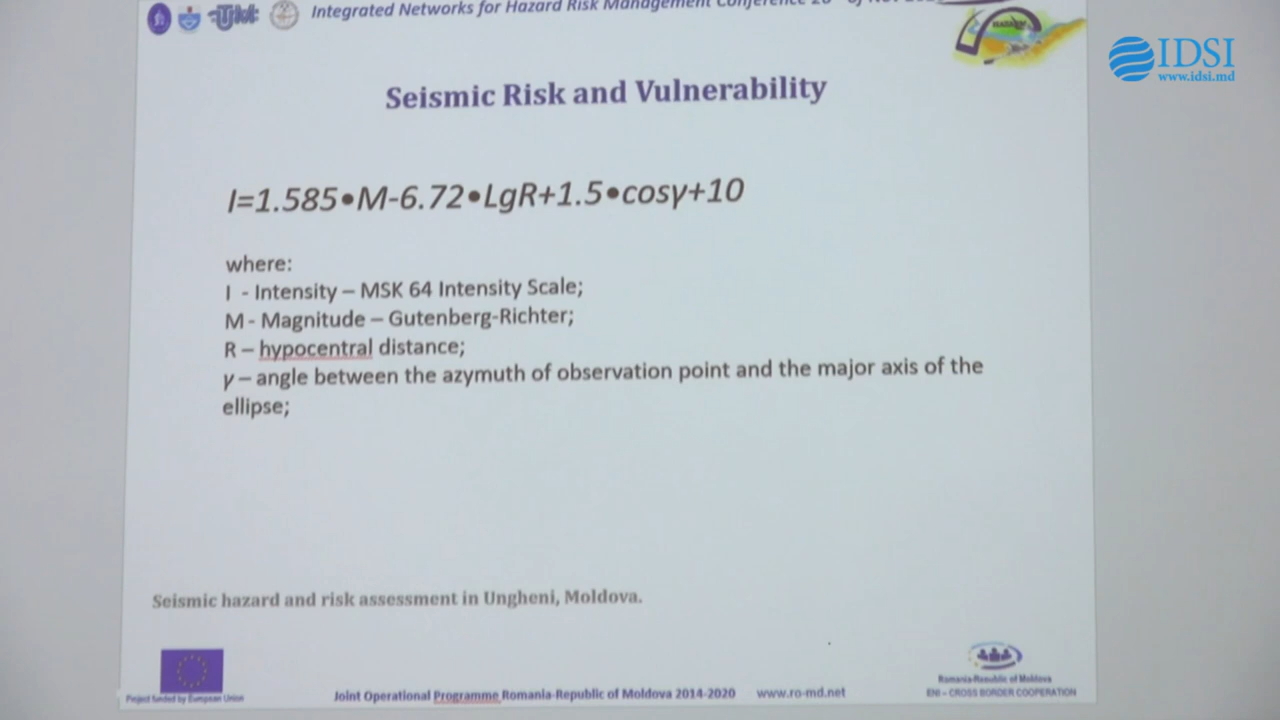 Integrated Networks for Hazard Risk Management Conference
IDSI
www.idsi.md
Seismic Risk and Vulnerability
I=1.585•M-6.72•LgR+1.5•cosγ+10
where:
I - Intensity – MSK 64 Intensity Scale;
M - Magnitude – Gutenberg-Richter;
R – hypocentral distance;
γ – angle between the azymuth of observation point and the major axis of the
ellipse;
Seismic hazard and risk assessment in Ungheni, Moldova.
Project funded by European Union
Joint Operational Programme Romania-Republic of Moldova 2014-2020 www.ro-md.net
Romania-Republic of Moldova
ENI – CROSS BORDER COOPERATION